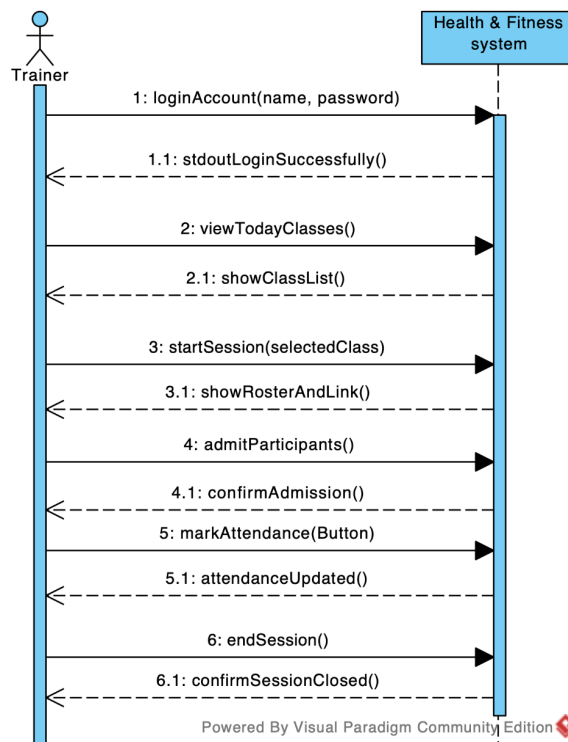 Health & Fitness
system
Trainer
1: loginAccount(name, password)
1.1: stdoutLoginSuccessfully()
2: viewTodayClasses()
2.1: showClassList()
3: startSession(selectedClass)
3.1: showRosterAndLink()
4: admitParticipants()
4.1: confirmAdmission()
5: markAttendance(Button)
5.1: attendanceUpdated()
6: endSession()
6.1: confirmSessionClosed()
Powered By Visual Paradigm Community Edition